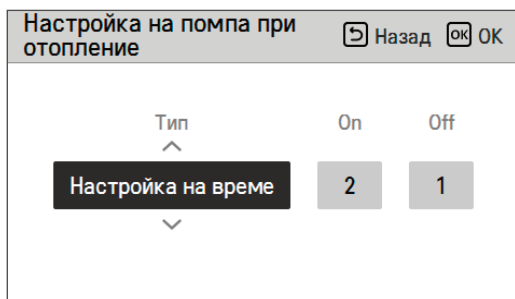 Настройка на помпа при
отопление
Назад OK OK
Тип On Off
Настройка на време 2 1